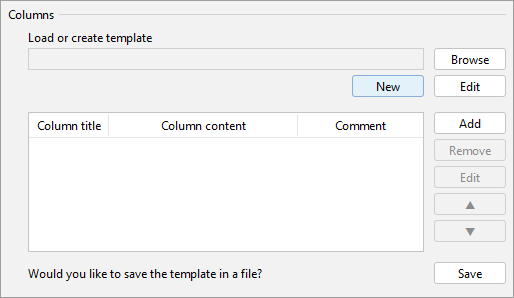 Columns
Load or create template
Browse
New Edit
Column title Column content Comment
Add
Remove
Edit
▲
▼
Would you like to save the template in a file? Save